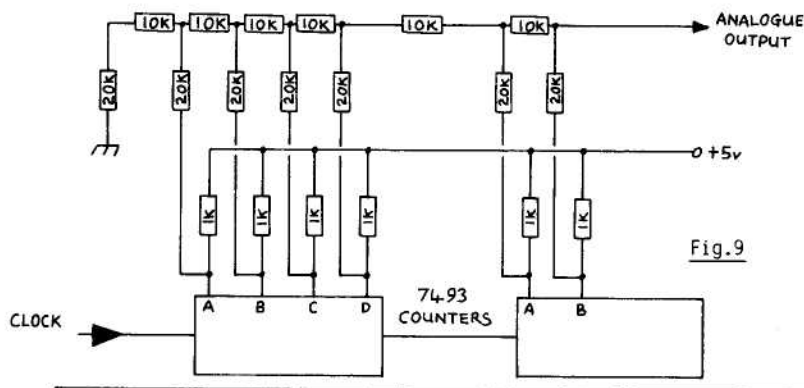 10K 10K 10K 10K 10K 10K ANALOGUE
OUTPUT
20K 20K 20K 20K 20K 20K 20K
+5v
1K 1K 1K 1K 1K 1K
Fig.9
A B C D 7493 A B
CLOCK COUNTERS